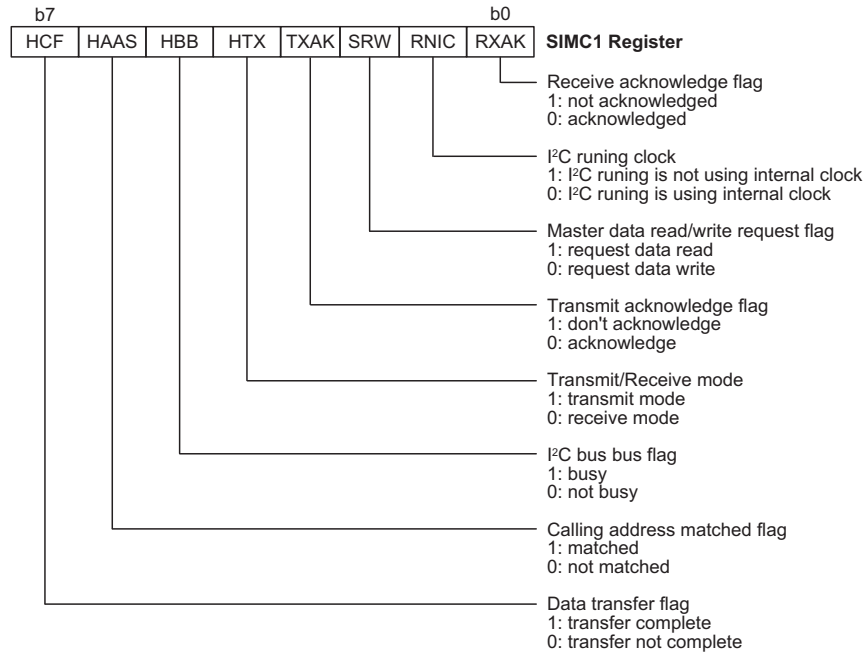 b7 b0
HCF HAAS HBB HTX TXAK SRW RNIC RXAK SIMC1 Register
Receive acknowledge flag
1: not acknowledged
0: acknowledged
I²C runing clock
1: I²C runing is not using internal clock
0: I²C runing is using internal clock
Master data read/write request flag
1: request data read
0: request data write
Transmit acknowledge flag
1: don't acknowledge
0: acknowledge
Transmit/Receive mode
1: transmit mode
0: receive mode
I²C bus bus flag
1: busy
0: not busy
Calling address matched flag
1: matched
0: not matched
Data transfer flag
1: transfer complete
0: transfer not complete